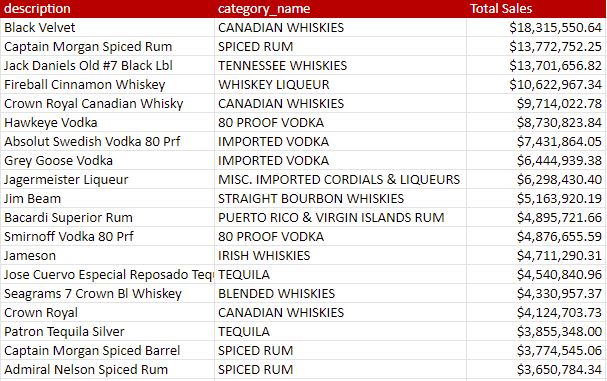 description category_name Total Sales
Black Velvet CANADIAN WHISKIES $18,315,550.64
Captain Morgan Spiced Rum SPICED RUM $13,772,752.25
Jack Daniels Old #7 Black Lbl TENNESSEE WHISKIES $13,701,656.82
Fireball Cinnamon Whiskey WHISKEY LIQUEUR $10,622,967.34
Crown Royal Canadian Whisky CANADIAN WHISKIES $9,714,022.78
Hawkeye Vodka 80 PROOF VODKA $8,730,823.84
Absolut Swedish Vodka 80 Prf IMPORTED VODKA $7,431,864.05
Grey Goose Vodka IMPORTED VODKA $6,444,939.38
Jagermeister Liqueur MISC. IMPORTED CORDIALS & LIQUEURS $6,298,430.40
Jim Beam STRAIGHT BOURBON WHISKIES $5,163,920.19
Bacardi Superior Rum PUERTO RICO & VIRGIN ISLANDS RUM $4,895,721.66
Smirnoff Vodka 80 Prf 80 PROOF VODKA $4,876,655.59
Jameson IRISH WHISKIES $4,711,290.31
Jose Cuervo Especial Reposado Teq TEQUILA $4,540,840.96
Seagrams 7 Crown Bl Whiskey BLENDED WHISKIES $4,330,957.37
Crown Royal CANADIAN WHISKIES $4,124,703.73
Patron Tequila Silver TEQUILA $3,855,348.00
Captain Morgan Spiced Barrel SPICED RUM $3,774,545.06
Admiral Nelson Spiced Rum SPICED RUM $3,650,784.34